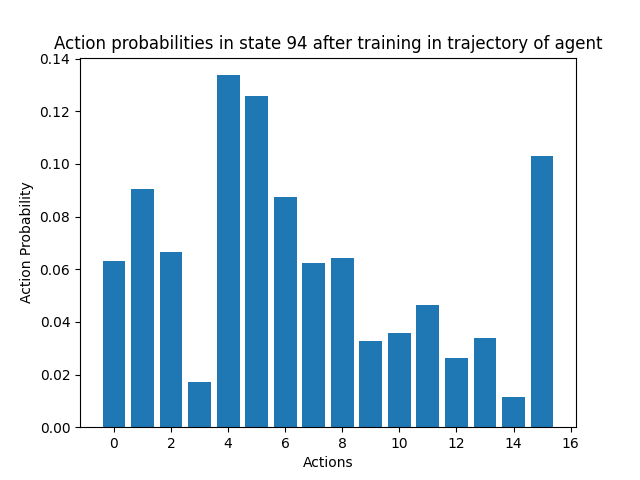 Action probabilities in state 94 after training in trajectory of agent
0.14
0.12
0.10
0.08
0.06
0.04
0.02
0.00
Action Probability
0 2 4 6 8 10 12 14 16
Actions